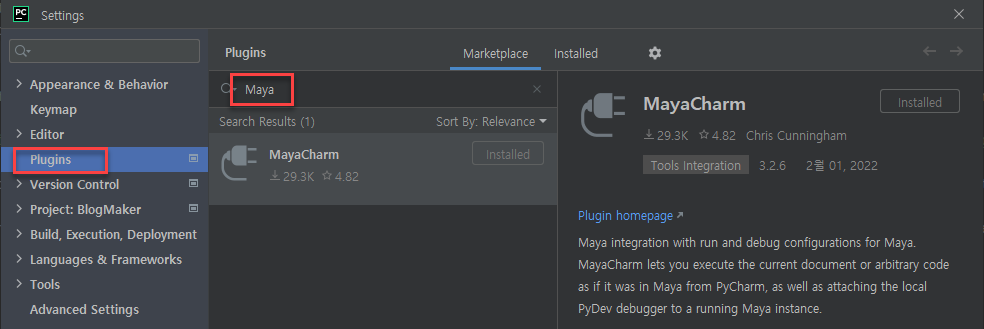 PC
Settings
Appearance & Behavior
Keymap
Editor
Plugins
Version Control
Project: BlogMaker
Build, Execution, Deployment
Languages & Frameworks
Tools
Advanced Settings
Plugins
Marketplace
Installed
Maya
Search Results (1)
Sort By: Relevance
MayaCharm
29.3K 4.82
Installed
MayaCharm
Installed
29.3K 4.82 Chris Cunningham
Tools Integration 3.2.6 2월 01, 2022
Plugin homepage
Maya integration with run and debug configurations for Maya.
MayaCharm lets you execute the current document or arbitrary code
as if it was in Maya from PyCharm, as well as attaching the local
PyDev debugger to a running Maya instance.